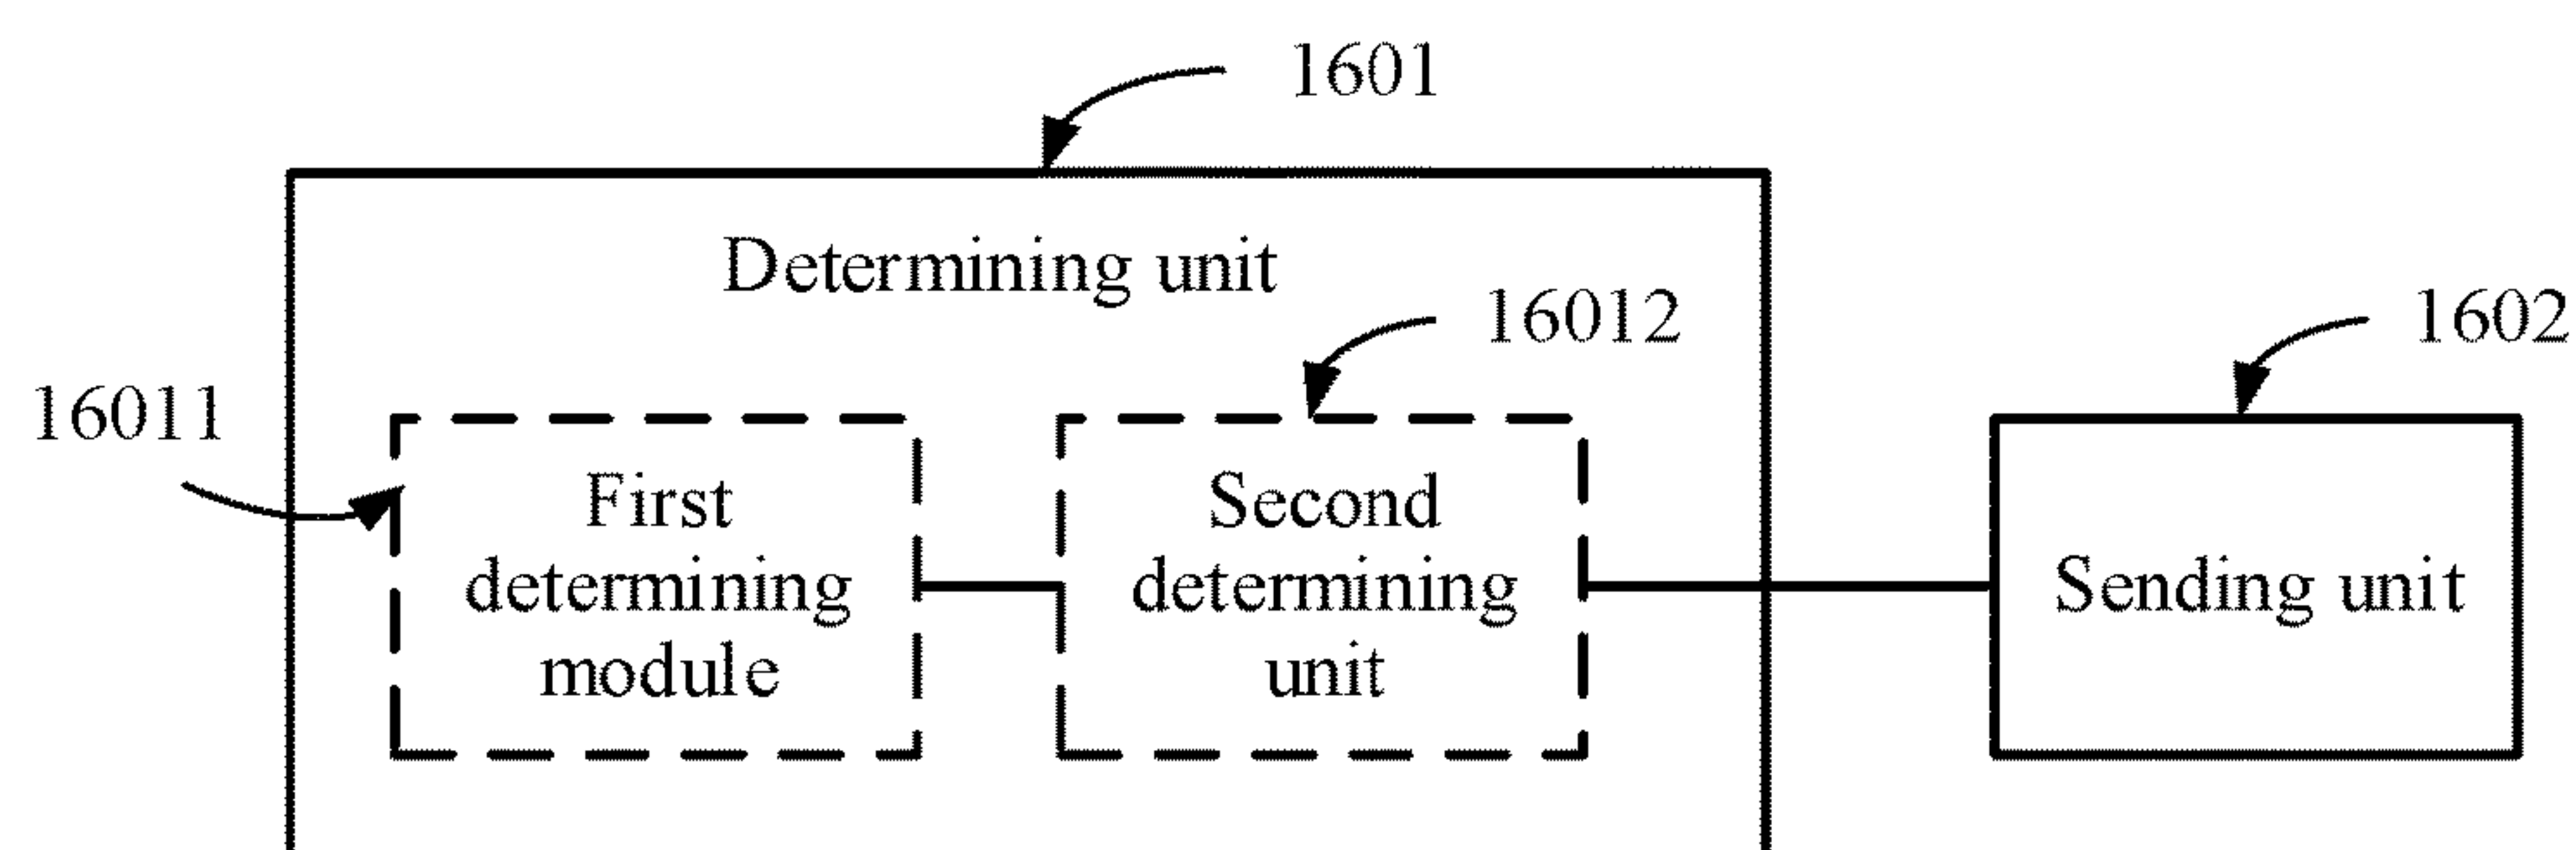 1601
Determining unit
16012
1602
16011
First
determining
module
Second
determining
unit
Sending unit